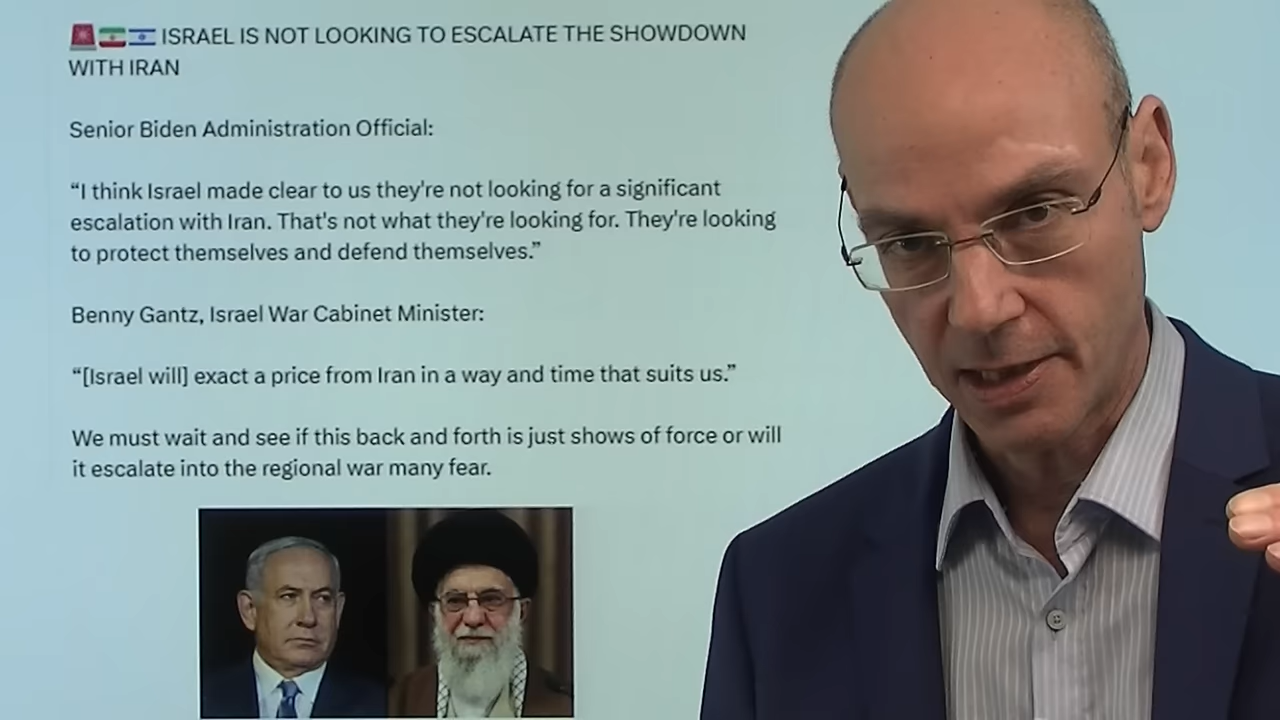 🚨🇮🇷🇮🇱 ISRAEL IS NOT LOOKING TO ESCALATE THE SHOWDOWN
WITH IRAN
Senior Biden Administration Official:
“I think Israel made clear to us they're not looking for a significant
escalation with Iran. That's not what they're looking for. They're looking
to protect themselves and defend themselves.”
Benny Gantz, Israel War Cabinet Minister:
“[Israel will] exact a price from Iran in a way and time that suits us.”
We must wait and see if this back and forth is just shows of force or will
it escalate into the regional war many fear.